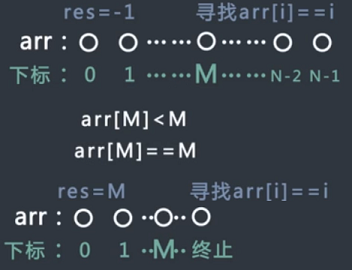 res=-1 寻找arr[i]==i
arr : ○ ○ ······○······○ ○
下标 : 0 1 ······M······N-2 N-1
arr[M]<M
arr[M]==M
res=M 寻找arr[i]==i
arr : ○ ○ ··○··○
下标 : 0 1 ··M··终止